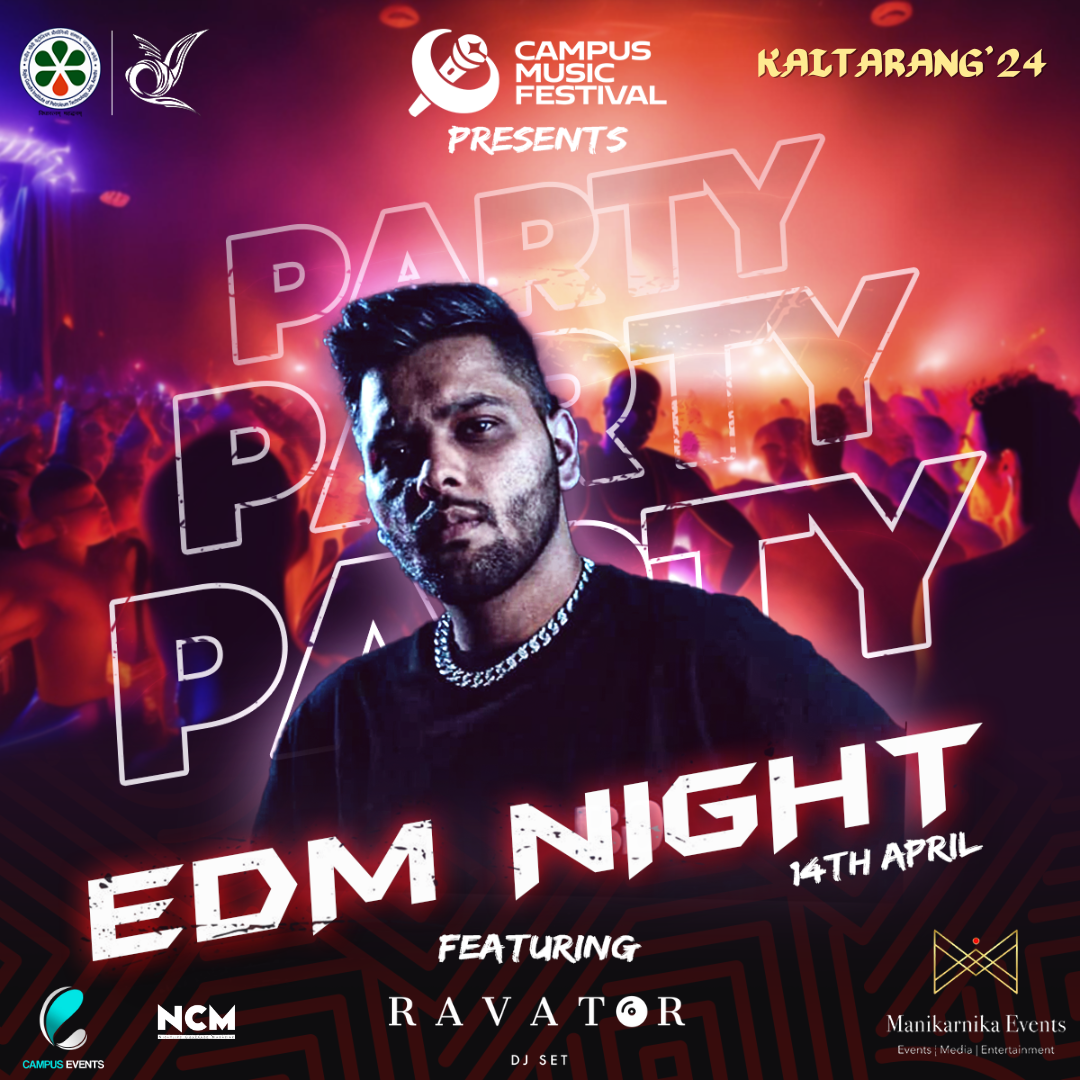 CAMPUS
MUSIC
FESTIVAL
KALTARANG'24
PRESENTS
PARTY
PARTY
PARTY
EDM NIGHT
14TH APRIL
FEATURING
RAVATOR
DJ SET
CAMPUS EVENTS
NCM
Manikarnika Events
Events | Media | Entertainment